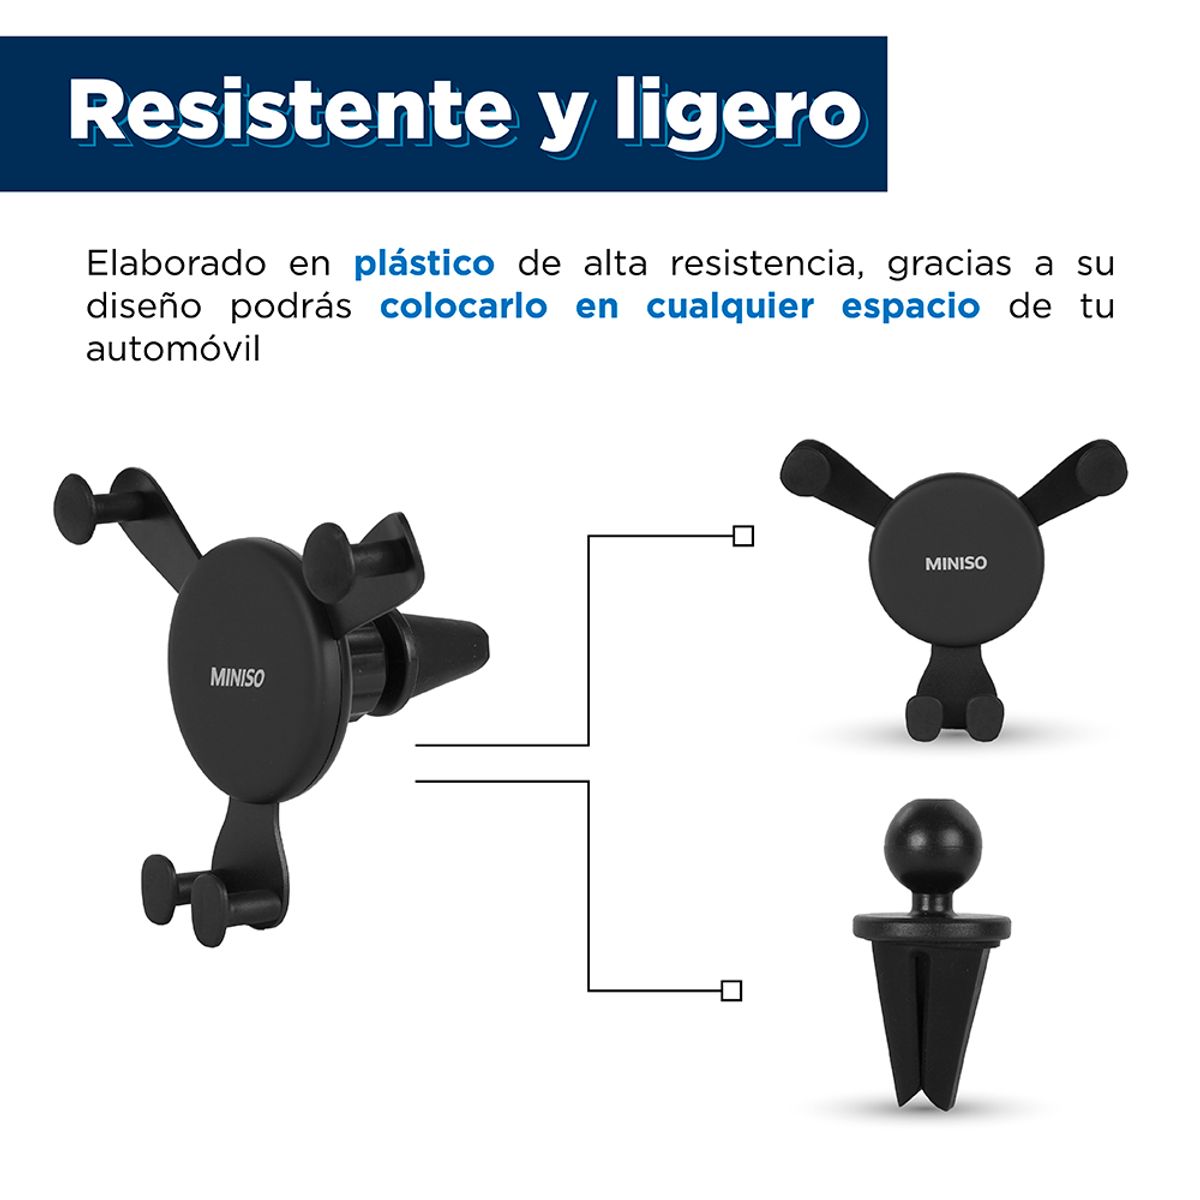 Resistente y ligero
Elaborado en plástico de alta resistencia, gracias a su
diseño podrás colocarlo en cualquier espacio de tu
automóvil
MINISO
MINISO